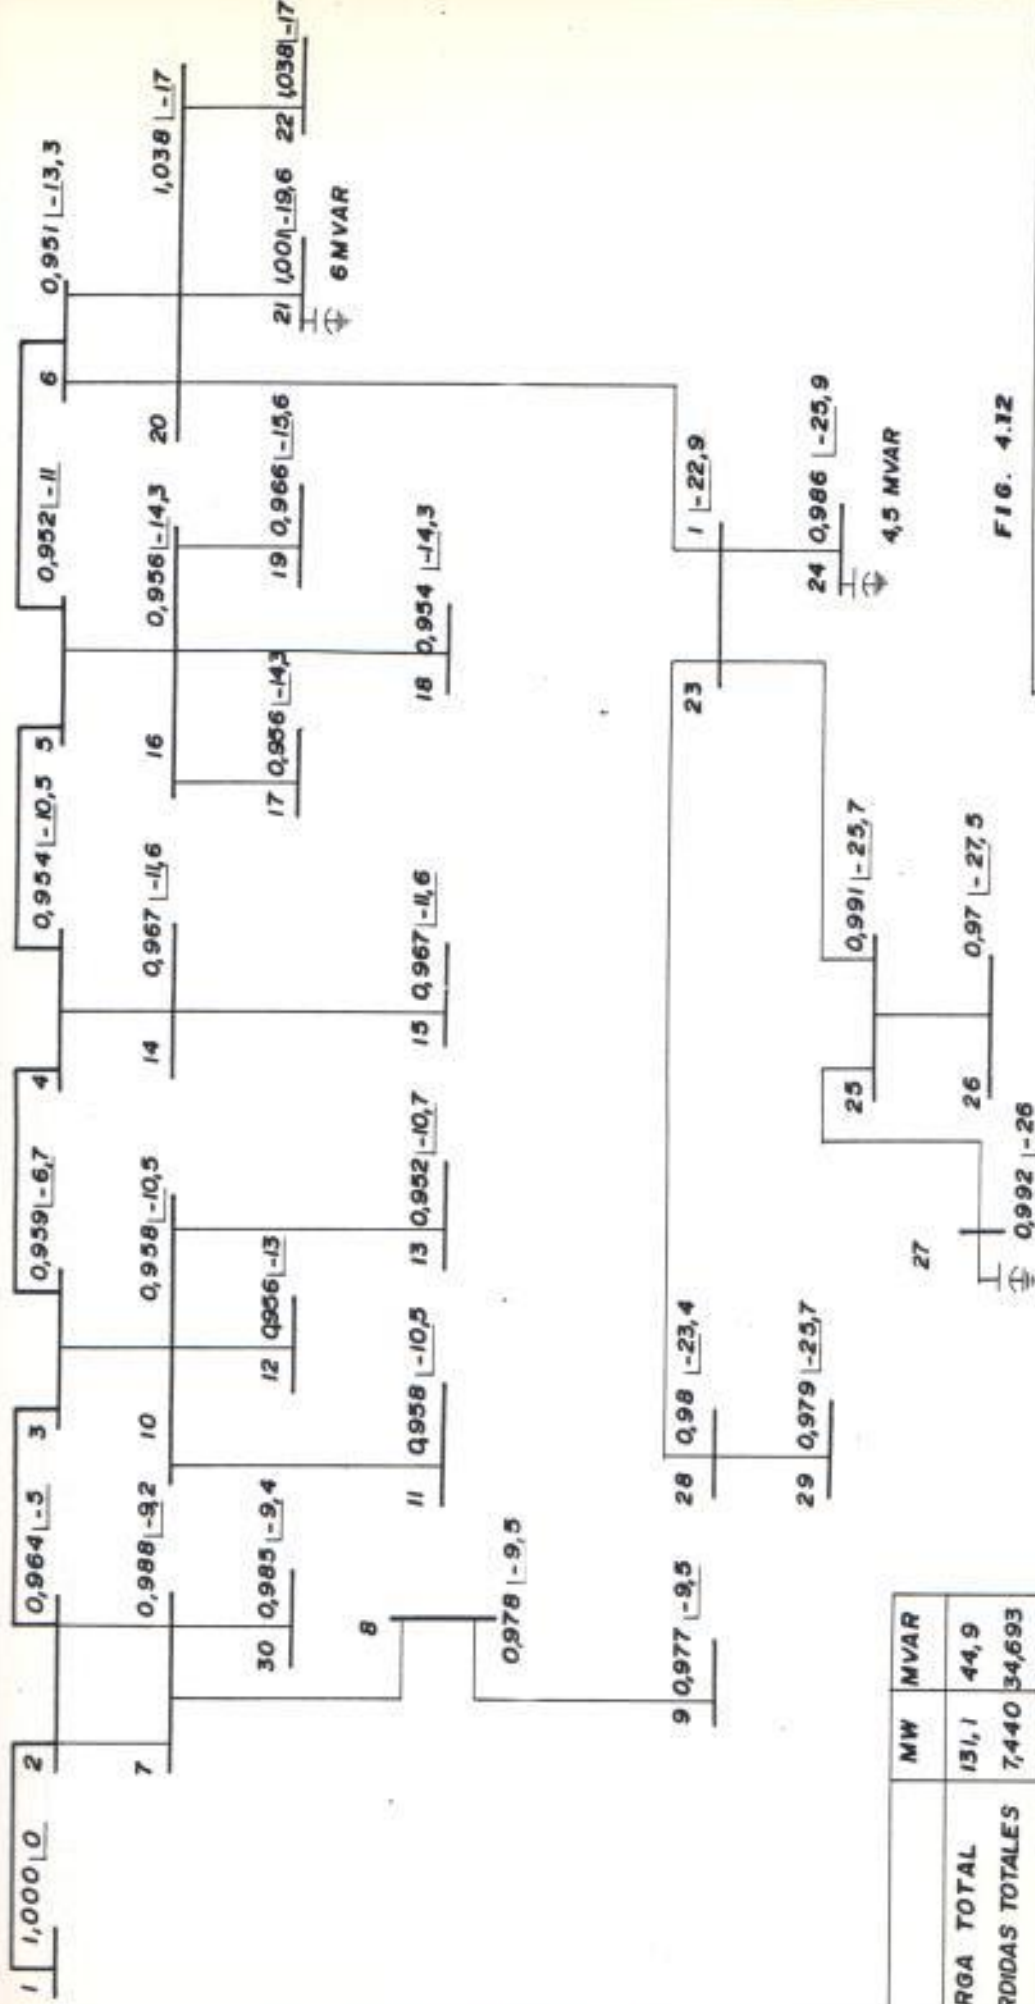 1 1,000 0
2 0,964 -5
3 0,959 -6,7
4 0,954 -10,5
5 0,952 -11
6 0,951 -13,3
7 0,988 -9,2
10 0,958 -10,5
14 0,967 -11,6
16 0,956 -14,3
20 1,038 -17
30 0,985 -9,4
12 0,956 -13
17 0,956 -14,3
19 0,966 -15,6
21 1,001 -19,6
22 1,038 -17
6 MVAR
8
0,978 -9,5
11 0,958 -10,5
13 0,952 -10,7
15 0,967 -11,6
18 0,954 -14,3
9 0,977 -9,5
28 0,98 -23,4
23 1 -22,9
29 0,979 -25,7
25 0,991 -25,7
24 0,986 -25,9
4,5 MVAR
27
0,992 -26
26 0,97 -27,5
FIG. 4.12
MW MVAR
RGA TOTAL 131,1 44,9
RDIDAS TOTALES 7,440 34,693